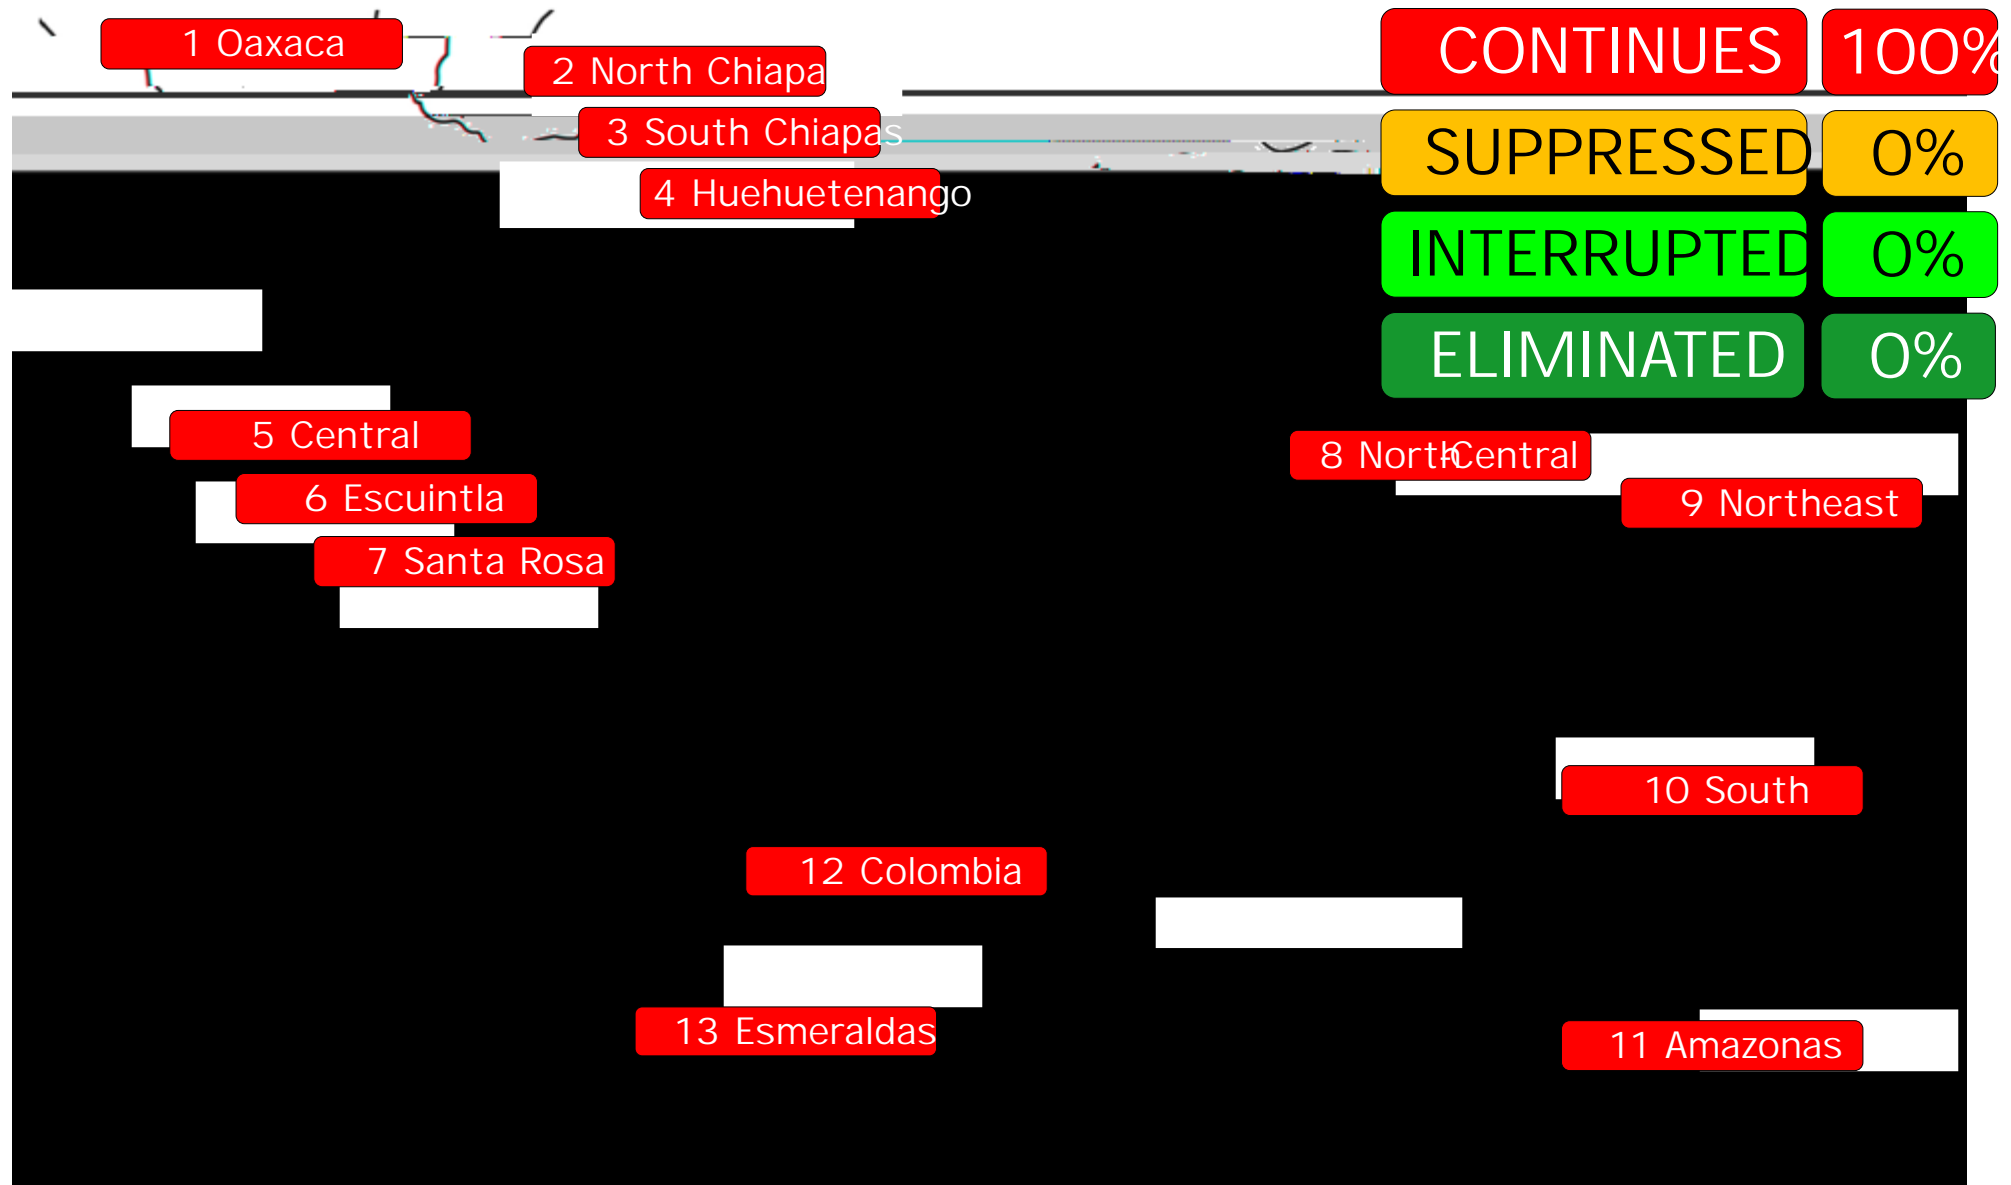 1 Oaxaca
2 North Chiapa
3 South Chiapas
4 Huehuetenango
CONTINUES 100%
SUPPRESSED 0%
INTERRUPTED 0%
ELIMINATED 0%
5 Central
6 Escuintla
7 Santa Rosa
8 North-Central
9 Northeast
10 South
12 Colombia
13 Esmeraldas
11 Amazonas